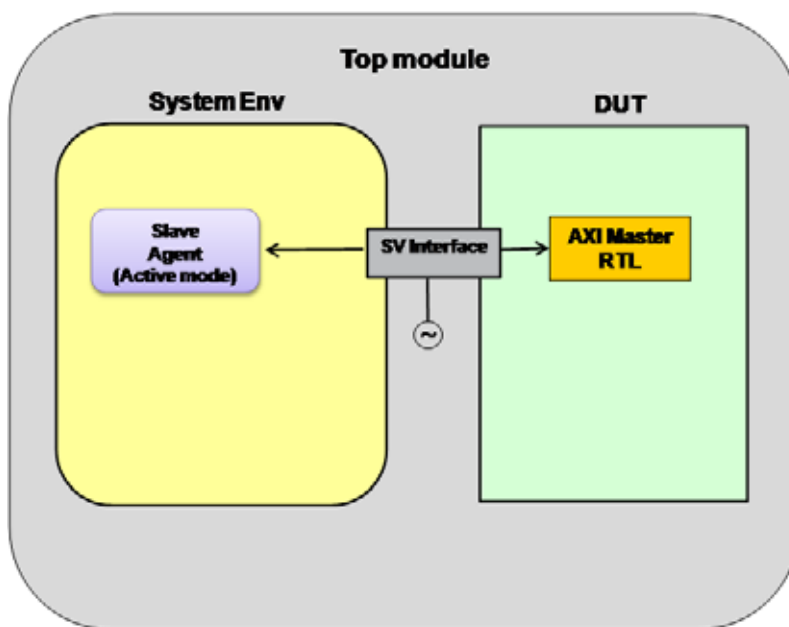 Top module
System Env
DUT
Slave
Agent
(Active mode)
SV Interface
AXI Master
RTL
~